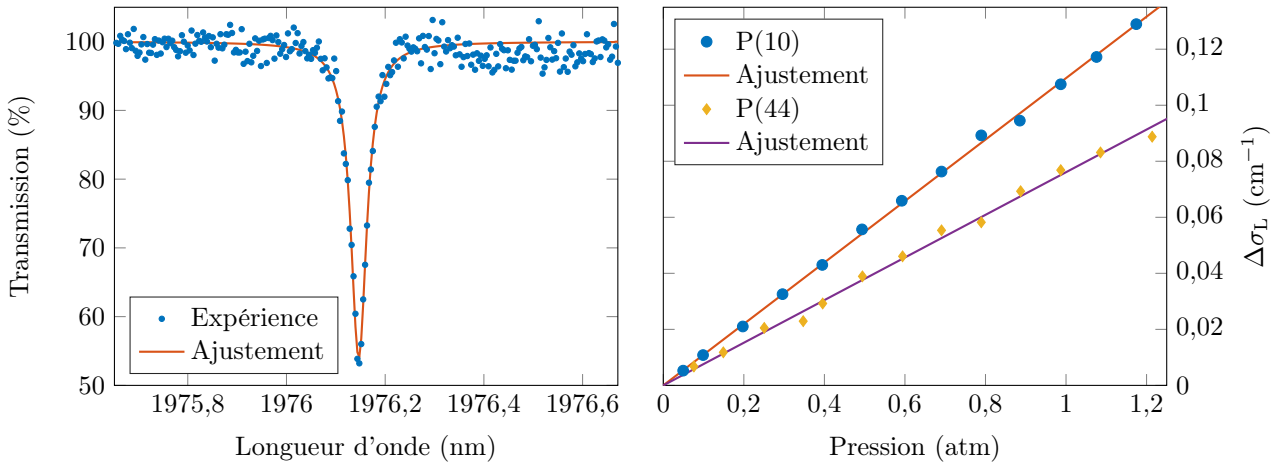 Transmission (%)
100
90
80
70
60
50
Expérience
Ajustement
1975,8
1976
1976,2
1976,4
1976,6
Longueur d'onde (nm)
P(10)
Ajustement
P(44)
Ajustement
0
0,2
0,4
0,6
0,8
1
1,2
Pression (atm)
0,12
0,1
0,08
0,06
0,04
0,02
0
Δσ_L (cm⁻¹)